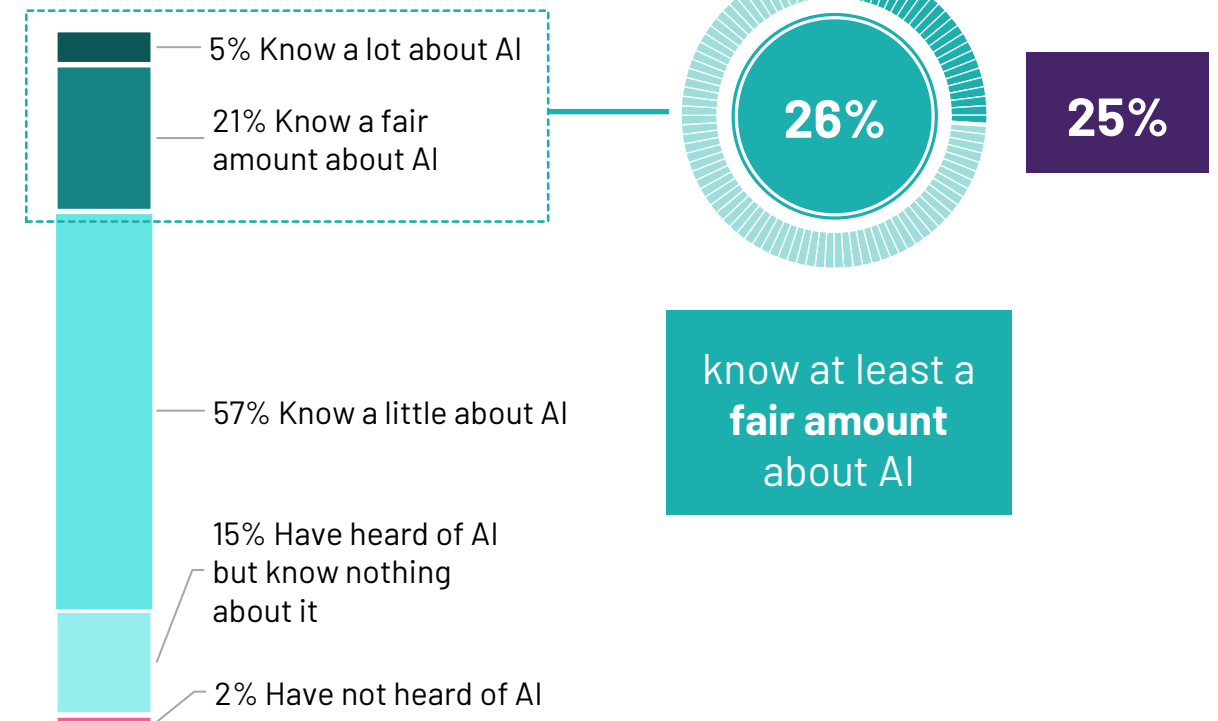 5% Know a lot about AI
21% Know a fair
amount about AI
57% Know a little about AI
15% Have heard of AI
but know nothing
about it
2% Have not heard of AI
26%
know at least a
fair amount
about AI
25%